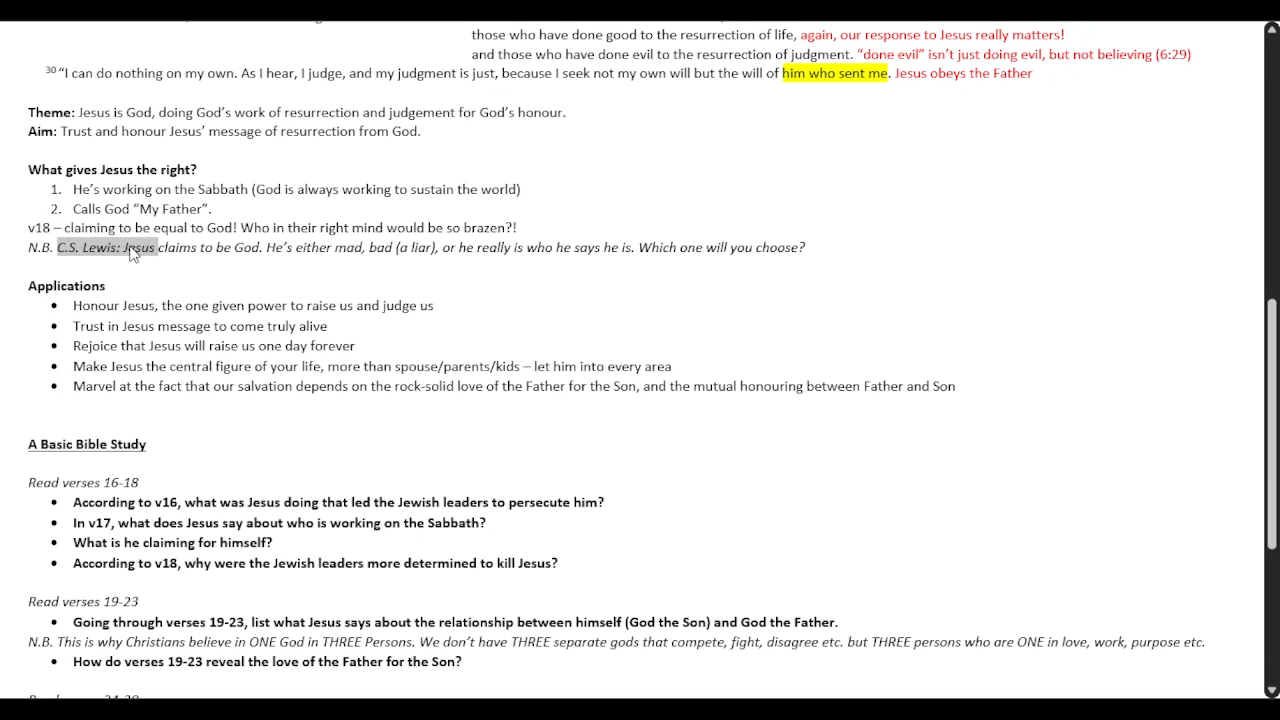 those who have done good to the resurrection of life, again, our response to Jesus really matters!
and those who have done evil to the resurrection of judgment. “done evil” isn’t just doing evil, but not believing (6:29)
30 “I can do nothing on my own. As I hear, I judge, and my judgment is just, because I seek not my own will but the will of him who sent me. Jesus obeys the Father
Theme: Jesus is God, doing God’s work of resurrection and judgement for God’s honour.
Aim: Trust and honour Jesus’ message of resurrection from God.
What gives Jesus the right?
1. He’s working on the Sabbath (God is always working to sustain the world)
2. Calls God “My Father”.
v18 – claiming to be equal to God! Who in their right mind would be so brazen?!
N.B. C.S. Lewis: Jesus claims to be God. He’s either mad, bad (a liar), or he really is who he says he is. Which one will you choose?
Applications
• Honour Jesus, the one given power to raise us and judge us
• Trust in Jesus message to come truly alive
• Rejoice that Jesus will raise us one day forever
• Make Jesus the central figure of your life, more than spouse/parents/kids – let him into every area
• Marvel at the fact that our salvation depends on the rock-solid love of the Father for the Son, and the mutual honouring between Father and Son
A Basic Bible Study
Read verses 16-18
• According to v16, what was Jesus doing that led the Jewish leaders to persecute him?
• In v17, what does Jesus say about who is working on the Sabbath?
• What is he claiming for himself?
• According to v18, why were the Jewish leaders more determined to kill Jesus?
Read verses 19-23
• Going through verses 19-23, list what Jesus says about the relationship between himself (God the Son) and God the Father.
N.B. This is why Christians believe in ONE God in THREE Persons. We don’t have THREE separate gods that compete, fight, disagree etc. but THREE persons who are ONE in love, work, purpose etc.
• How do verses 19-23 reveal the love of the Father for the Son?